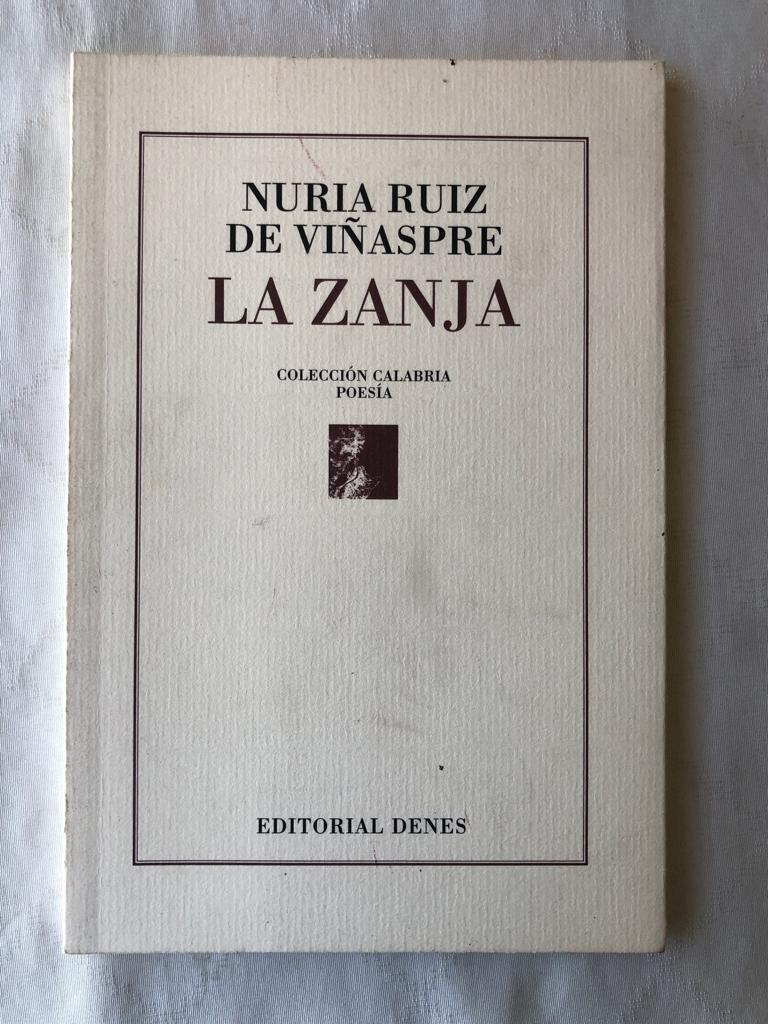 NURIA RUIZ
DE VIÑASPRE
LA ZANJA
COLECCIÓN CALABRIA
POESÍA
EDITORIAL DENES